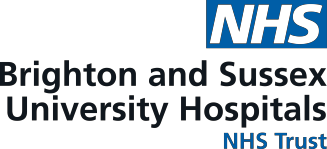 NHS
Brighton and Sussex
University Hospitals
NHS Trust